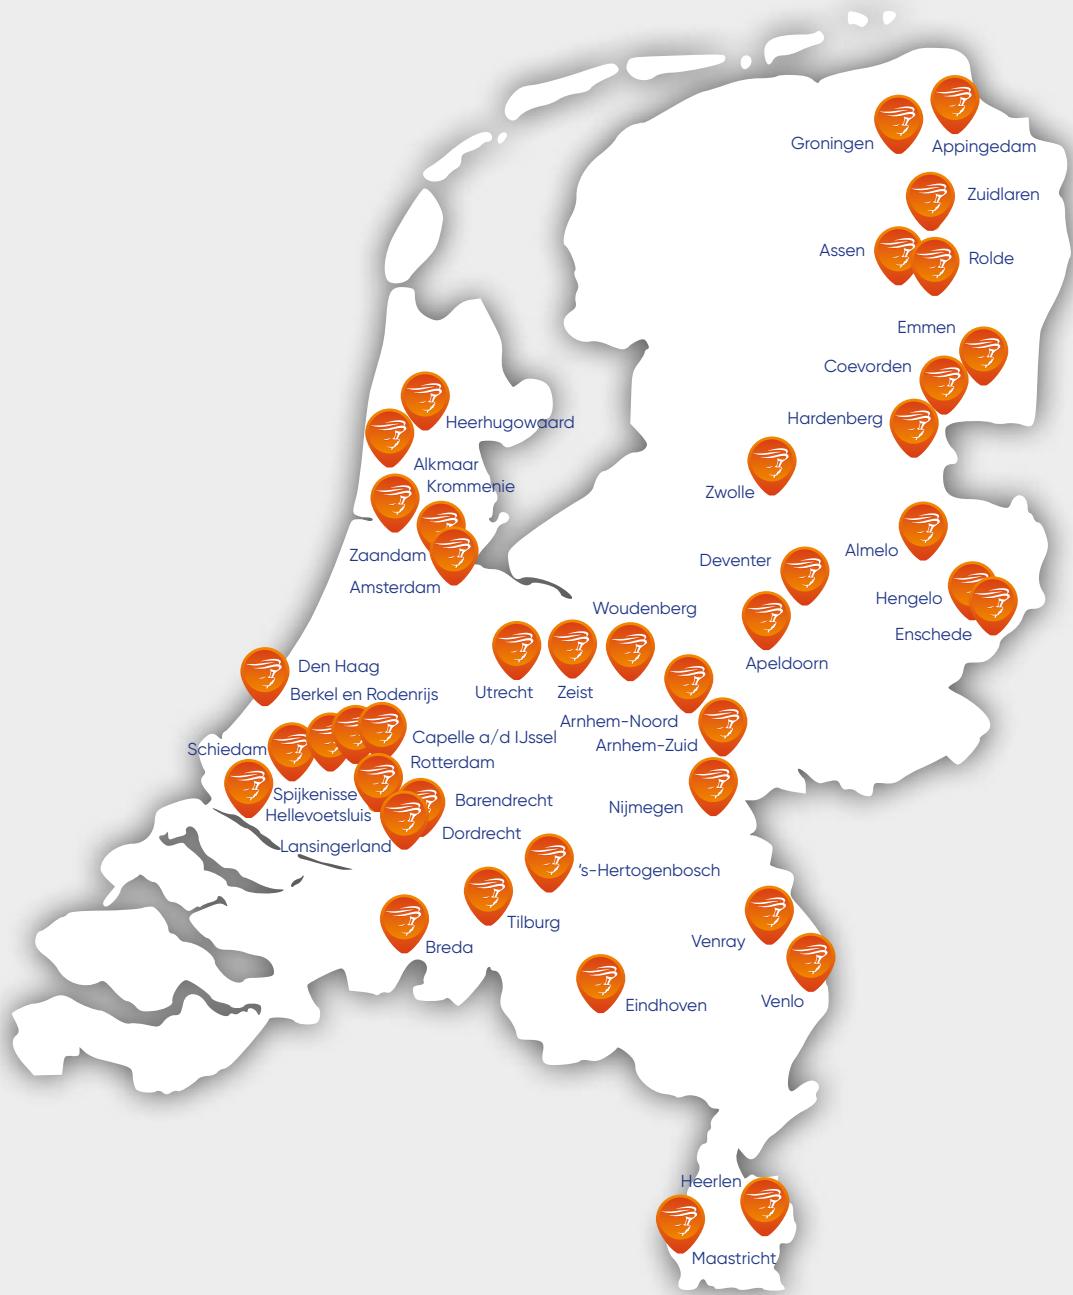 Groningen
Appingedam
Zuidlaren
Assen
Rolde
Emmen
Coevorden
Hardenberg
Heerhugowaard
Alkmaar
Krommenie
Zwolle
Zaandam
Amsterdam
Almelo
Deventer
Hengelo
Enschede
Woudenberg
Apeldoorn
Den Haag
Berkel en Rodenrijs
Utrecht
Zeist
Arnhem-Noord
Arnhem-Zuid
Schiedam
Capelle a/d IJssel
Rotterdam
Spijkenisse
Hellevoetsluis
Barendrecht
Nijmegen
Dordrecht
Lansingerland
's-Hertogenbosch
Tilburg
Breda
Venray
Venlo
Eindhoven
Heerlen
Maastricht